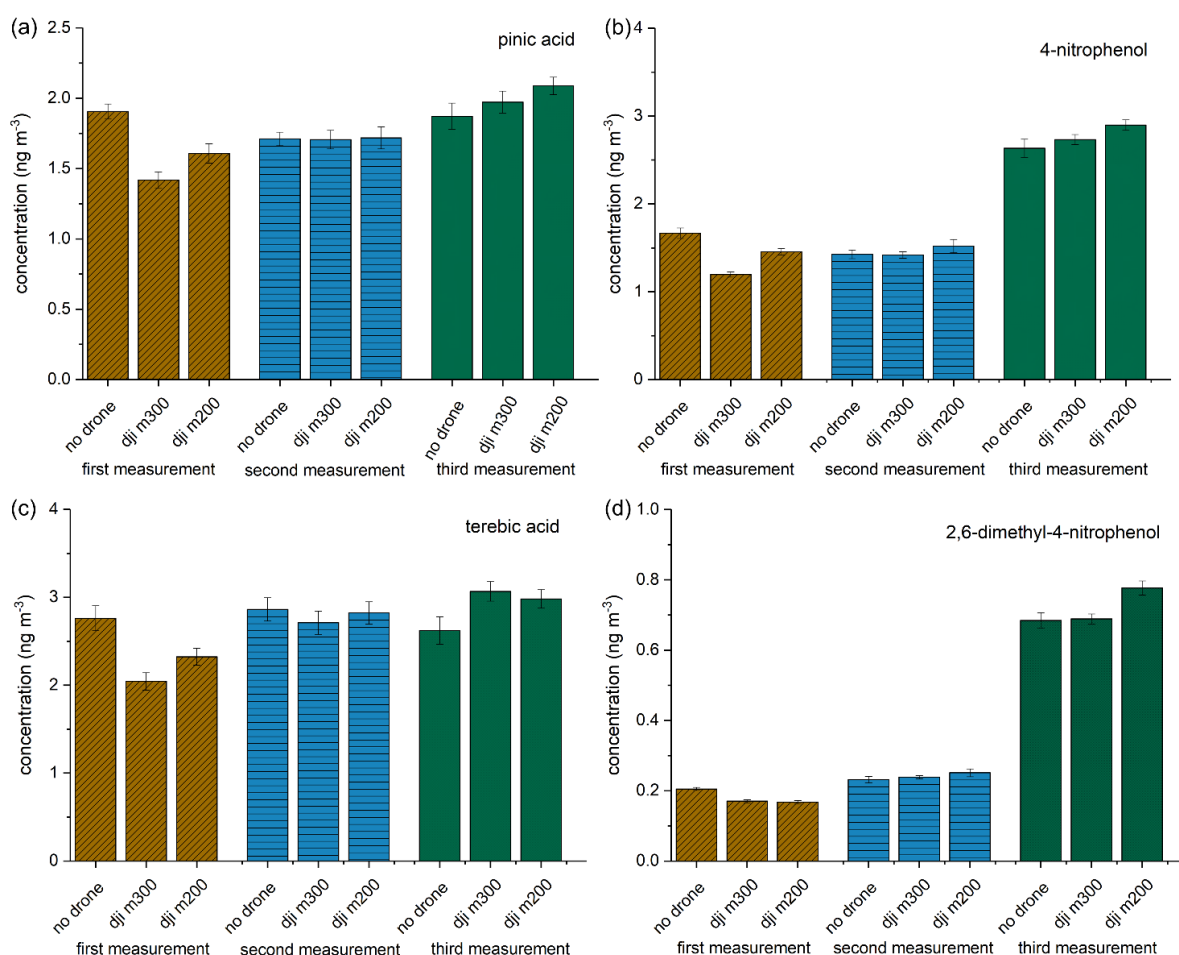 (a)
pinic acid
concentration (ng m⁻³)
2.5
2.0
1.5
1.0
0.5
0.0
no drone
dji m300
dji m200
no drone
dji m300
dji m200
no drone
dji m300
dji m200
first measurement
second measurement
third measurement
(b)
4-nitrophenol
concentration (ng m⁻³)
4
3
2
1
0
no drone
dji m300
dji m200
no drone
dji m300
dji m200
no drone
dji m300
dji m200
first measurement
second measurement
third measurement
(c)
terebic acid
concentration (ng m⁻³)
4
3
2
1
0
no drone
dji m300
dji m200
no drone
dji m300
dji m200
no drone
dji m300
dji m200
first measurement
second measurement
third measurement
(d)
2,6-dimethyl-4-nitrophenol
concentration (ng m⁻³)
1.0
0.8
0.6
0.4
0.2
0.0
no drone
dji m300
dji m200
no drone
dji m300
dji m200
no drone
dji m300
dji m200
first measurement
second measurement
third measurement